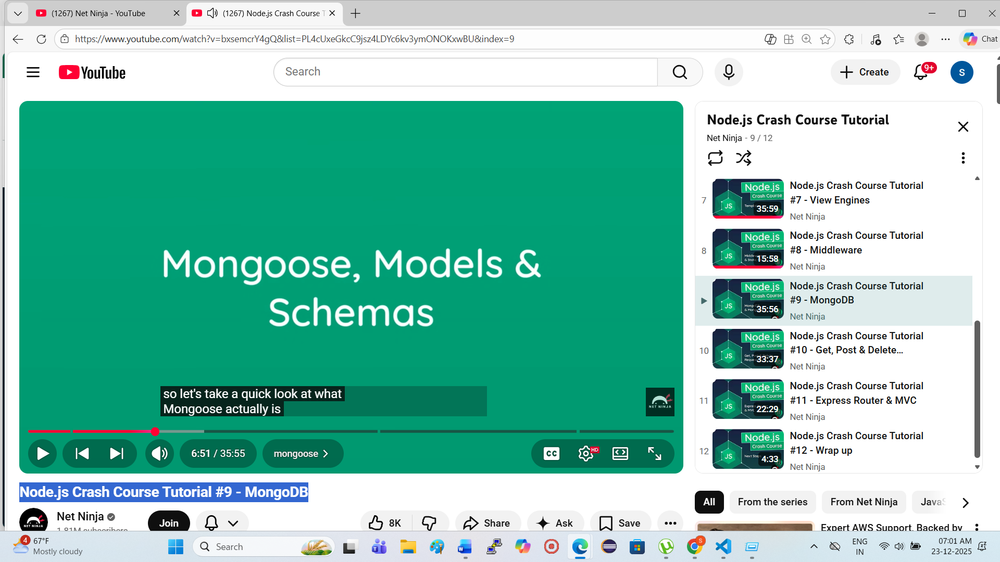 (1267) Net Ninja - YouTube
(1267) Node.js Crash Course T
https://www.youtube.com/watch?v=bxsemcrY4gQ&list=PL4cUxeGkcC9jsz4LDYc6kv3ymONOKxwBU&index=9
Chat
YouTube
Search
Create
9+
S
Mongoose, Models &
Schemas
so let's take a quick look at what
Mongoose actually is
NET NINJA
6:51 / 35:55
mongoose
CC
HD
Node.js Crash Course Tutorial
Net Ninja - 9 / 12
7
Node.js
Crash Course
JS
35:59
Node.js Crash Course Tutorial
#7 - View Engines
Net Ninja
8
Node.js
Crash Course
JS
15:58
Node.js Crash Course Tutorial
#8 - Middleware
Net Ninja
Node.js
Crash Course
JS
35:56
Node.js Crash Course Tutorial
#9 - MongoDB
Net Ninja
10
Node.js
Crash Course
JS
33:37
Node.js Crash Course Tutorial
#10 - Get, Post & Delete...
Net Ninja
11
Node.js
Crash Course
JS
22:29
Node.js Crash Course Tutorial
#11 - Express Router & MVC
Net Ninja
12
Node.js
Crash Course
JS
Next Steps
4:33
Node.js Crash Course Tutorial
#12 - Wrap up
Net Ninja
Node.js Crash Course Tutorial #9 - MongoDB
NET NINJA
Net Ninja
1.81M subscribers
Join
8K
Share
Ask
Save
All
From the series
From Net Ninja
JavaS
Expert AWS Support, Backed by
4
67°F
Mostly cloudy
Search
S
ENG
IN
07:01 AM
23-12-2025